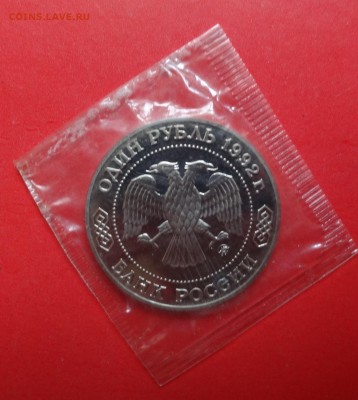 COINS.LAVE.RU
ОДИН РУБЛЬ 1992 г.
БАНК РОССИИ